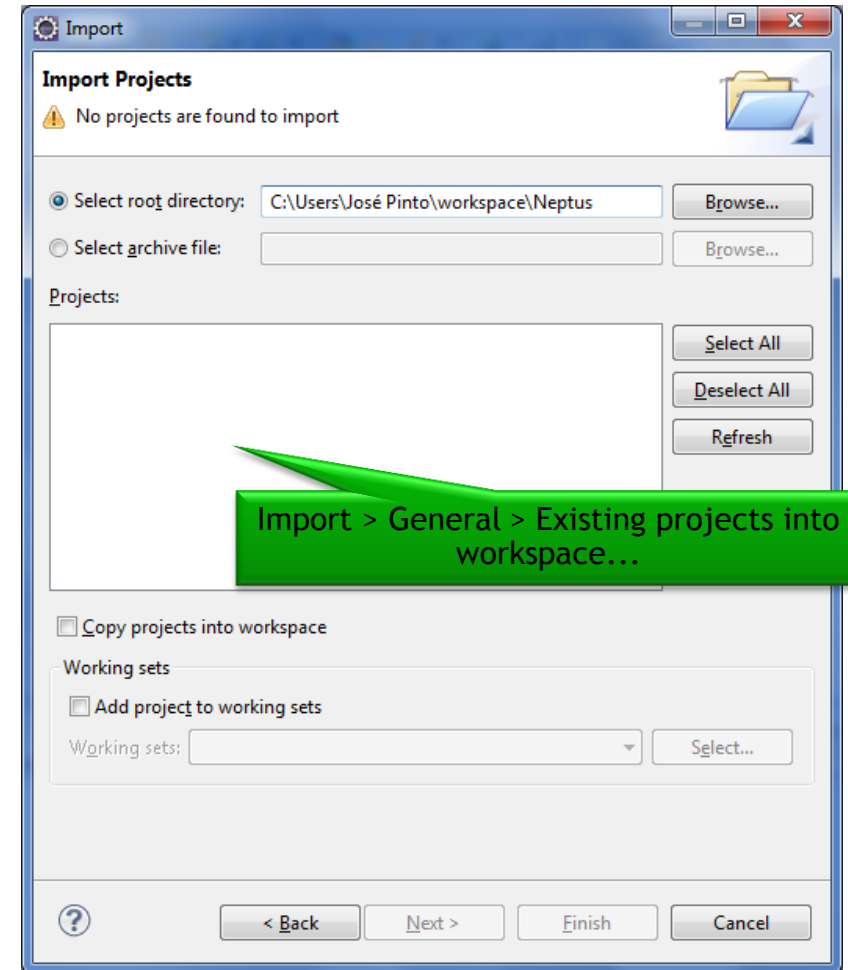 Import
Import Projects
No projects are found to import
Select root directory: C:\Users\José Pinto\workspace\Neptus Browse...
Select archive file: Browse...
Projects:
Select All
Deselect All
Refresh
Import > General > Existing projects into
workspace...
Copy projects into workspace
Working sets
Add project to working sets
Working sets: Select...
< Back Next > Finish Cancel